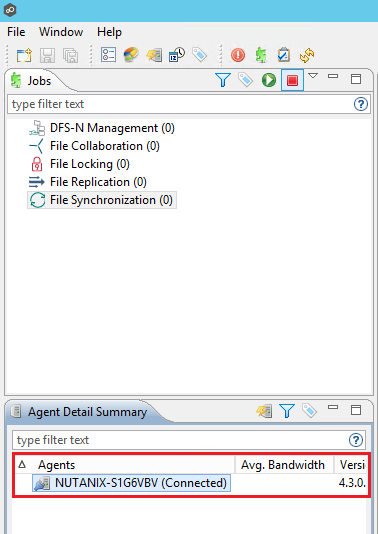 File Window Help
Jobs
type filter text
DFS-N Management (0)
File Collaboration (0)
File Locking (0)
File Replication (0)
File Synchronization (0)
Agent Detail Summary
type filter text
Agents Avg. Bandwidth Versi
NUTANIX-S1G6VBV (Connected) 4.3.0.